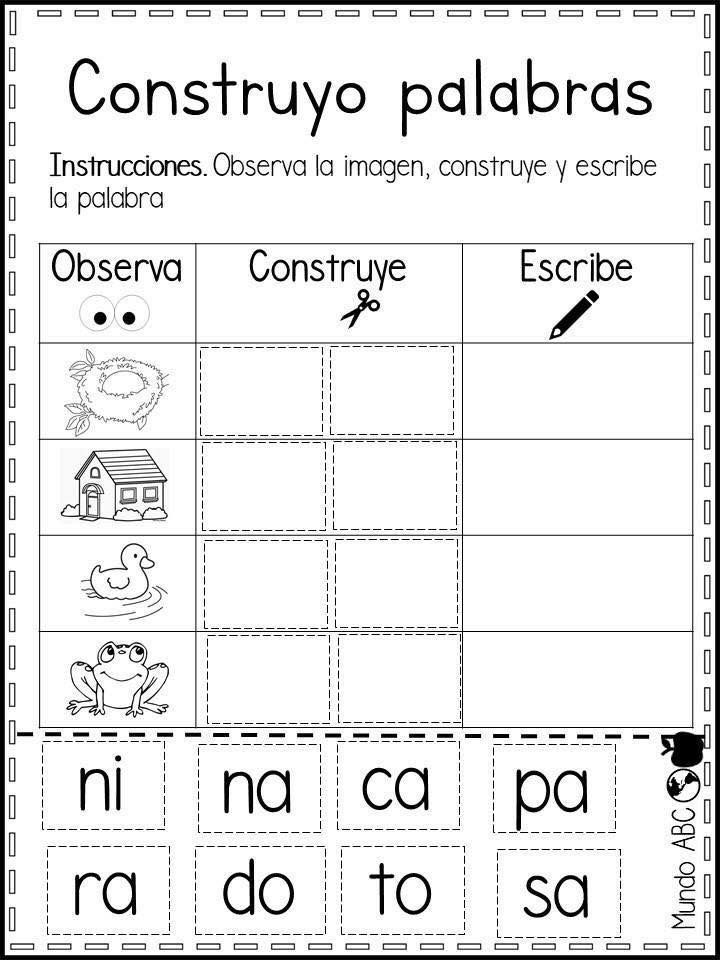 Construyo palabras
Instrucciones. Observa la imagen, construye y escribe
la palabra
Observa Construye Escribe
ni na ca pa
ra do to sa
Mundo ABC